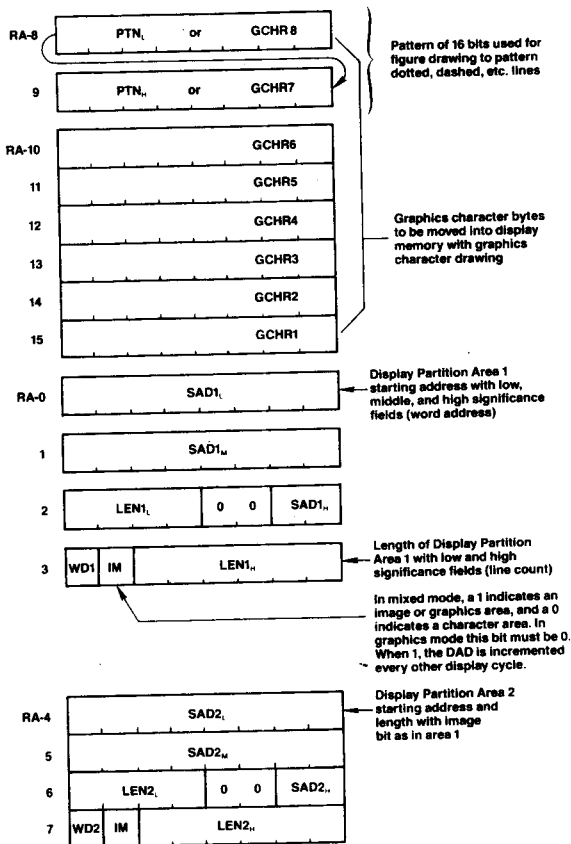 RA-8 PTNL or GCHR8
9 PTNH or GCHR7
Pattern of 16 bits used for
figure drawing to pattern
dotted, dashed, etc. lines
RA-10 GCHR6
11 GCHR5
12 GCHR4
13 GCHR3
14 GCHR2
15 GCHR1
Graphics character bytes
to be moved into display
memory with graphics
character drawing
RA-0 SAD1L
Display Partition Area 1
starting address with low,
middle, and high significance
fields (word address)
1 SAD1M
2 LEN1L 0 0 SAD1H
3 WD1 IM LEN1H
Length of Display Partition
Area 1 with low and high
significance fields (line count)
In mixed mode, a 1 indicates an
image or graphics area, and a 0
indicates a character area. In
graphics mode this bit must be 0.
When 1, the DAD is incremented
every other display cycle.
RA-4 SAD2L
Display Partition Area 2
starting address and
length with image
bit as in area 1
5 SAD2M
6 LEN2L 0 0 SAD2H
7 WD2 IM LEN2H